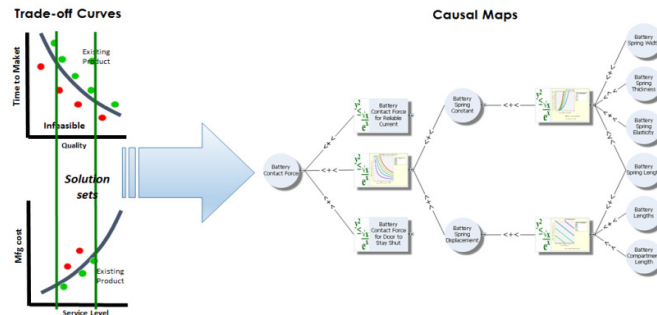 Trade-off Curves
Causal Maps
Time to Maket
Existing
Product
Infeasible
Quality
Solution
sets
Mfg cost
Existing
Product
Service Level
Battery
Contact Force
Battery
Contact Force
for Reliable
Current
Battery
Contact Force
for Door to
Stay Shut
Battery
Spring
Constant
Battery
Spring
Displacement
Battery
Spring Width
Battery
Spring
Thickness
Battery
Spring
Elasticity
Battery
Spring Length
Battery
Lengths
Battery
Compartment
Length